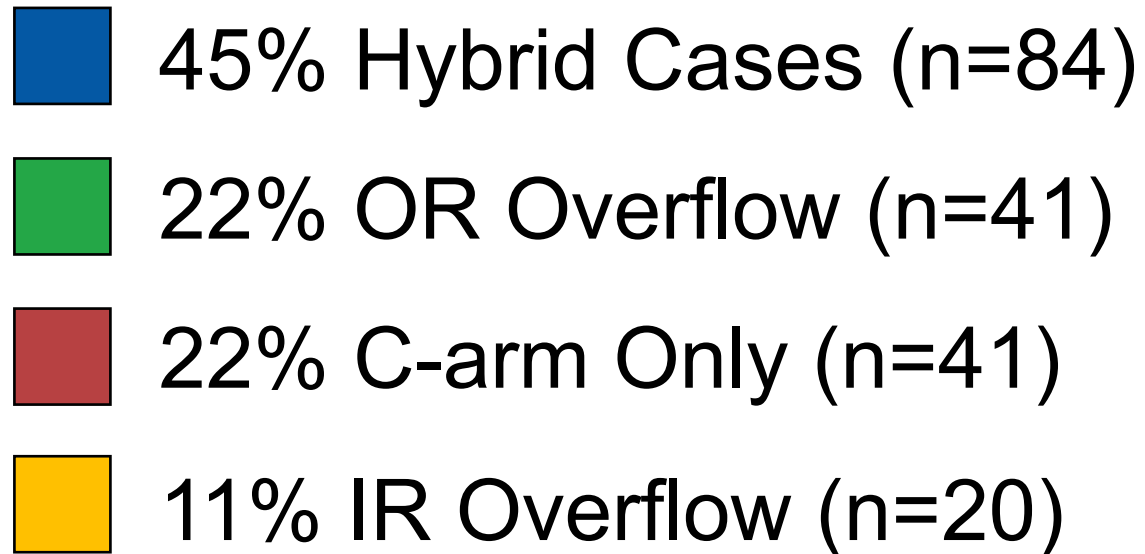 45% Hybrid Cases (n=84)
22% OR Overflow (n=41)
22% C-arm Only (n=41)
11% IR Overflow (n=20)